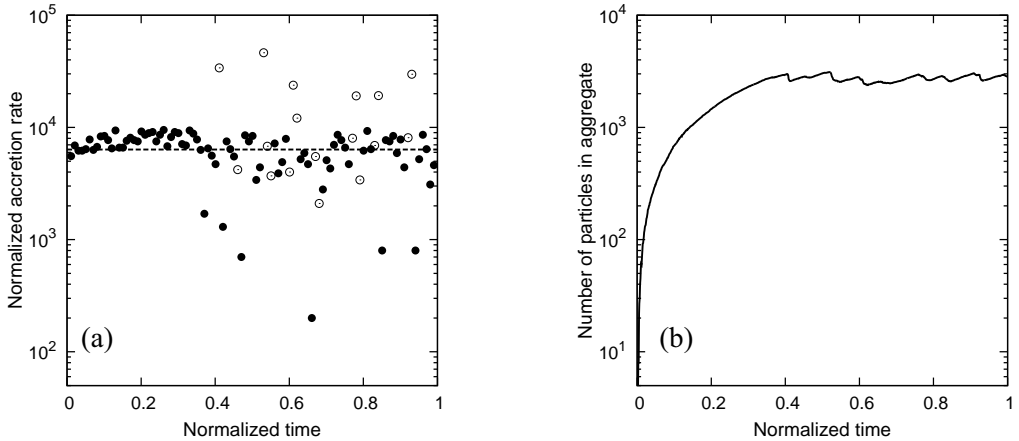 10^5
10^4
10^3
10^2
Normalized accretion rate
(a)
0 0.2 0.4 0.6 0.8 1
Normalized time
10^4
10^3
10^2
10^1
Number of particles in aggregate
(b)
0 0.2 0.4 0.6 0.8 1
Normalized time